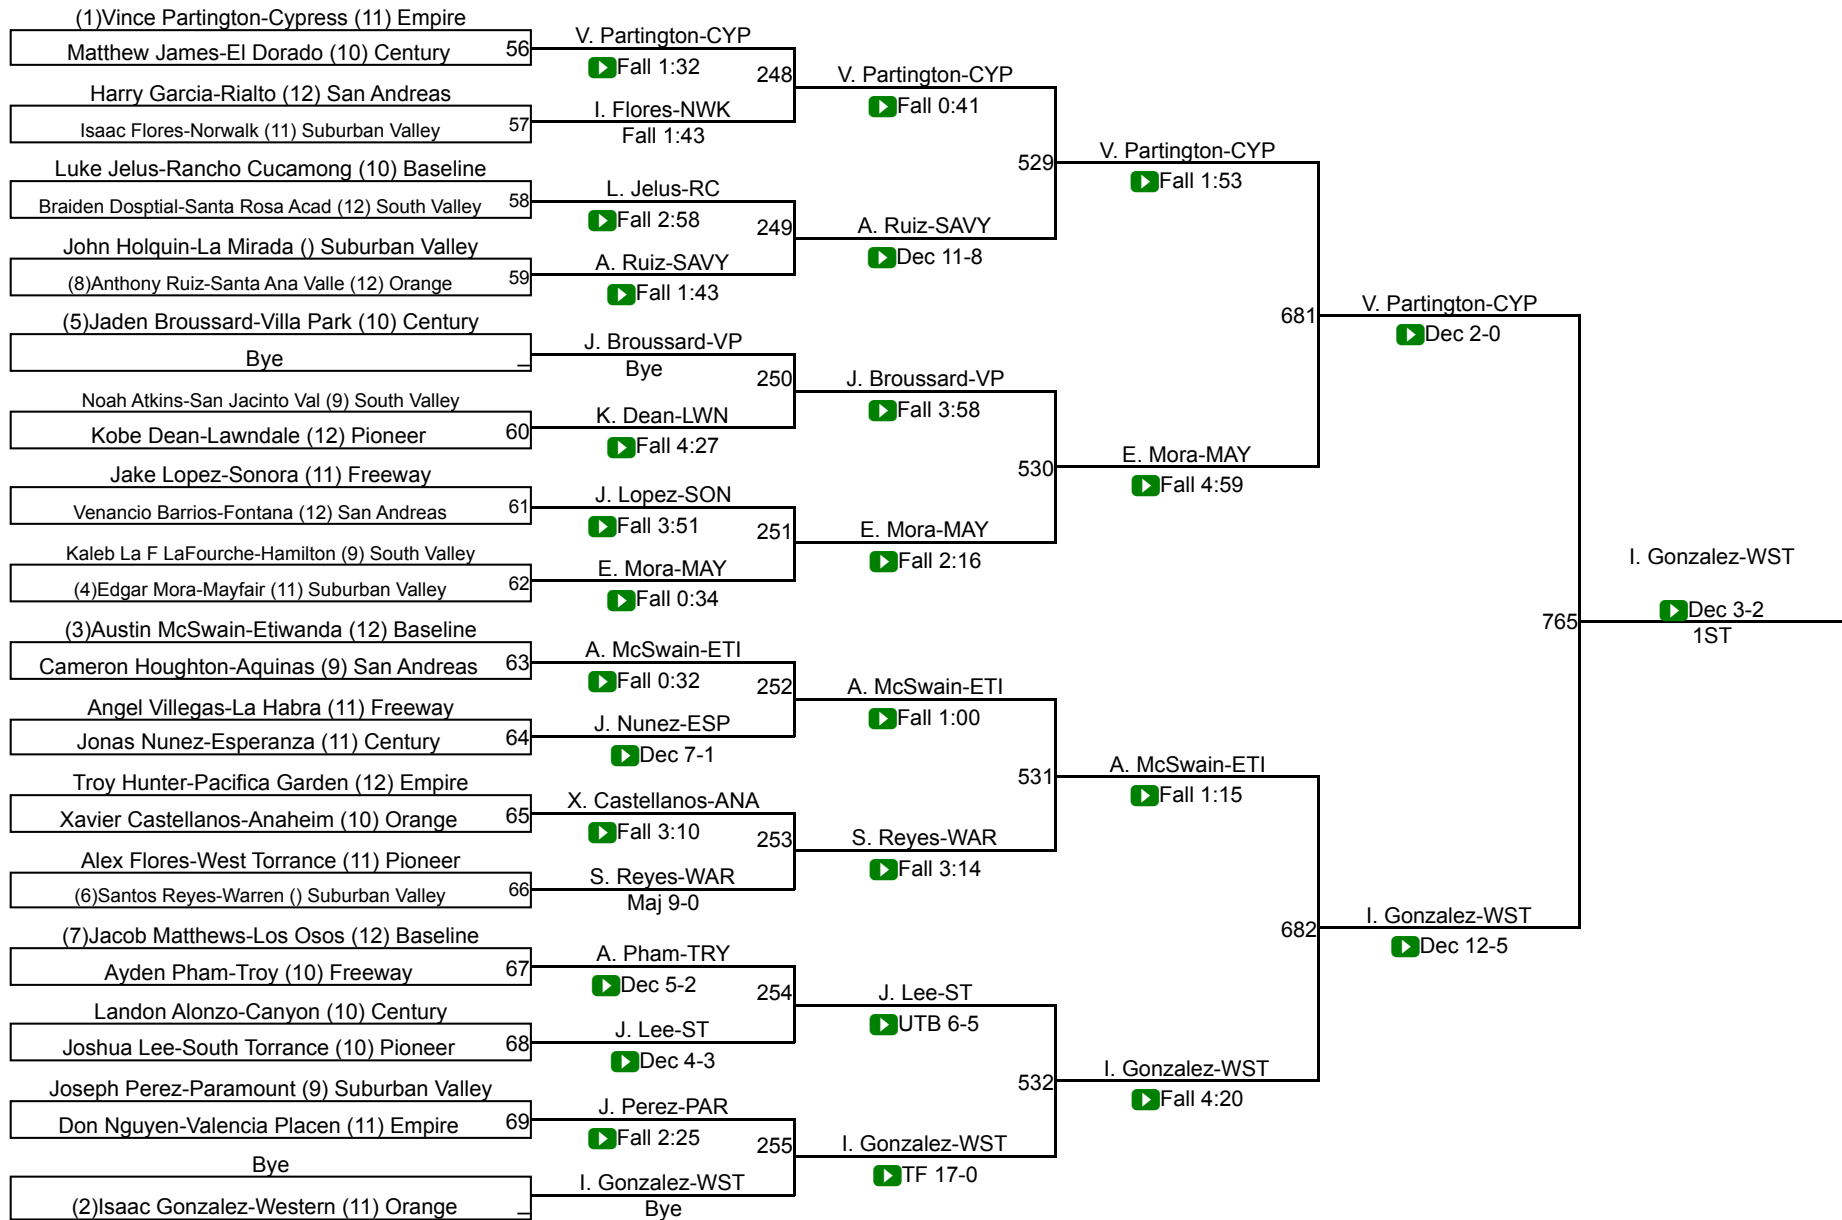 (1)Vince Partington-Cypress (11) Empire
Matthew James-El Dorado (10) Century 56
Harry Garcia-Rialto (12) San Andreas
Isaac Flores-Norwalk (11) Suburban Valley 57
Luke Jelus-Rancho Cucamong (10) Baseline
Braiden Dosptial-Santa Rosa Acad (12) South Valley 58
John Holquin-La Mirada () Suburban Valley
(8)Anthony Ruiz-Santa Ana Valle (12) Orange 59
(5)Jaden Broussard-Villa Park (10) Century
Bye _
Noah Atkins-San Jacinto Val (9) South Valley
Kobe Dean-Lawndale (12) Pioneer 60
Jake Lopez-Sonora (11) Freeway
Venancio Barrios-Fontana (12) San Andreas 61
Kaleb La F LaFourche-Hamilton (9) South Valley
(4)Edgar Mora-Mayfair (11) Suburban Valley 62
(3)Austin McSwain-Etiwanda (12) Baseline
Cameron Houghton-Aquinas (9) San Andreas 63
Angel Villegas-La Habra (11) Freeway
Jonas Nunez-Esperanza (11) Century 64
Troy Hunter-Pacifica Garden (12) Empire
Xavier Castellanos-Anaheim (10) Orange 65
Alex Flores-West Torrance (11) Pioneer
(6)Santos Reyes-Warren () Suburban Valley 66
(7)Jacob Matthews-Los Osos (12) Baseline
Ayden Pham-Troy (10) Freeway 67
Landon Alonzo-Canyon (10) Century
Joshua Lee-South Torrance (10) Pioneer 68
Joseph Perez-Paramount (9) Suburban Valley
Don Nguyen-Valencia Placen (11) Empire 69
Bye
(2)Isaac Gonzalez-Western (11) Orange _
V. Partington-CYP
Fall 1:32
248
I. Flores-NWK
Fall 1:43
L. Jelus-RC
Fall 2:58
249
A. Ruiz-SAVY
Fall 1:43
J. Broussard-VP
Bye
250
K. Dean-LWN
Fall 4:27
J. Lopez-SON
Fall 3:51
251
E. Mora-MAY
Fall 0:34
A. McSwain-ETI
Fall 0:32
252
J. Nunez-ESP
Dec 7-1
X. Castellanos-ANA
Fall 3:10
253
S. Reyes-WAR
Maj 9-0
A. Pham-TRY
Dec 5-2
254
J. Lee-ST
Dec 4-3
J. Perez-PAR
Fall 2:25
255
I. Gonzalez-WST
Bye
V. Partington-CYP
Fall 0:41
529
A. Ruiz-SAVY
Dec 11-8
J. Broussard-VP
Fall 3:58
530
E. Mora-MAY
Fall 2:16
A. McSwain-ETI
Fall 1:00
531
S. Reyes-WAR
Fall 3:14
J. Lee-ST
UTB 6-5
532
I. Gonzalez-WST
TF 17-0
V. Partington-CYP
Fall 1:53
681
E. Mora-MAY
Fall 4:59
A. McSwain-ETI
Fall 1:15
682
I. Gonzalez-WST
Fall 4:20
V. Partington-CYP
Dec 2-0
765
I. Gonzalez-WST
Dec 12-5
I. Gonzalez-WST
Dec 3-2
1ST